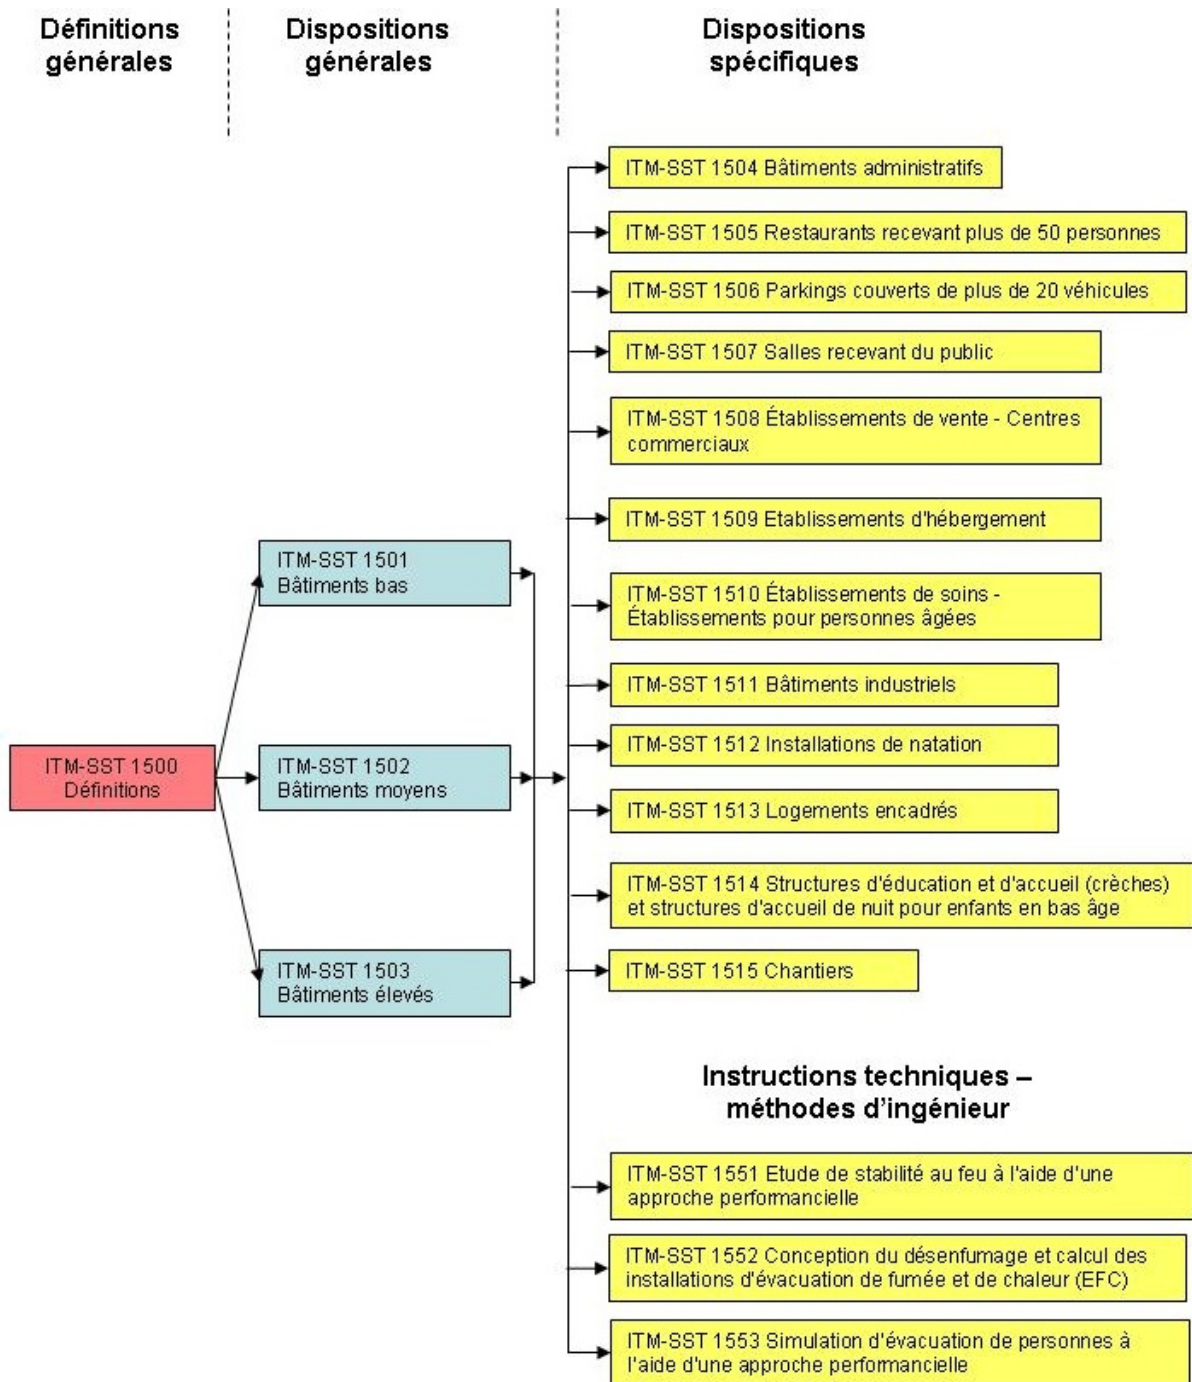 Définitions
générales
Dispositions
générales
Dispositions
spécifiques
ITM-SST 1500
Définitions
ITM-SST 1501
Bâtiments bas
ITM-SST 1502
Bâtiments moyens
ITM-SST 1503
Bâtiments élevés
ITM-SST 1504 Bâtiments administratifs
ITM-SST 1505 Restaurants recevant plus de 50 personnes
ITM-SST 1506 Parkings couverts de plus de 20 véhicules
ITM-SST 1507 Salles recevant du public
ITM-SST 1508 Établissements de vente - Centres
commerciaux
ITM-SST 1509 Etablissements d'hébergement
ITM-SST 1510 Établissements de soins -
Établissements pour personnes âgées
ITM-SST 1511 Bâtiments industriels
ITM-SST 1512 Installations de natation
ITM-SST 1513 Logements encadrés
ITM-SST 1514 Structures d'éducation et d'accueil (crèches)
et structures d'accueil de nuit pour enfants en bas âge
ITM-SST 1515 Chantiers
Instructions techniques –
méthodes d'ingénieur
ITM-SST 1551 Etude de stabilité au feu à l'aide d'une
approche performancielle
ITM-SST 1552 Conception du désenfumage et calcul des
installations d'évacuation de fumée et de chaleur (EFC)
ITM-SST 1553 Simulation d'évacuation de personnes à
l'aide d'une approche performancielle